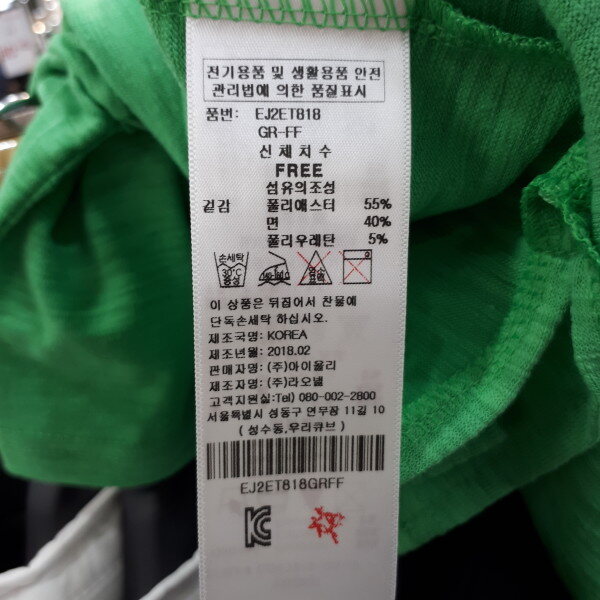 전기용품 및 생활용품 안전
관리법에 의한 품질표시
품번: EJ2ET818
GR-FF
신체치수
FREE
섬유의조성
겉감 폴리에스터 55%
면 40%
폴리우레탄 5%
손세탁
30℃
중성
염소
표백
이 상품은 뒤집어서 찬물에
단독손세탁 하십시오.
제조국명: KOREA
제조년월: 2018.02
판매자명: (주)아이올리
제조자명: (주)라오넬
고객지원실:Tel) 080-002-2800
서울특별시 성동구 연무장 11길 10
(성수동,우리큐브)
EJ2ET818GRFF